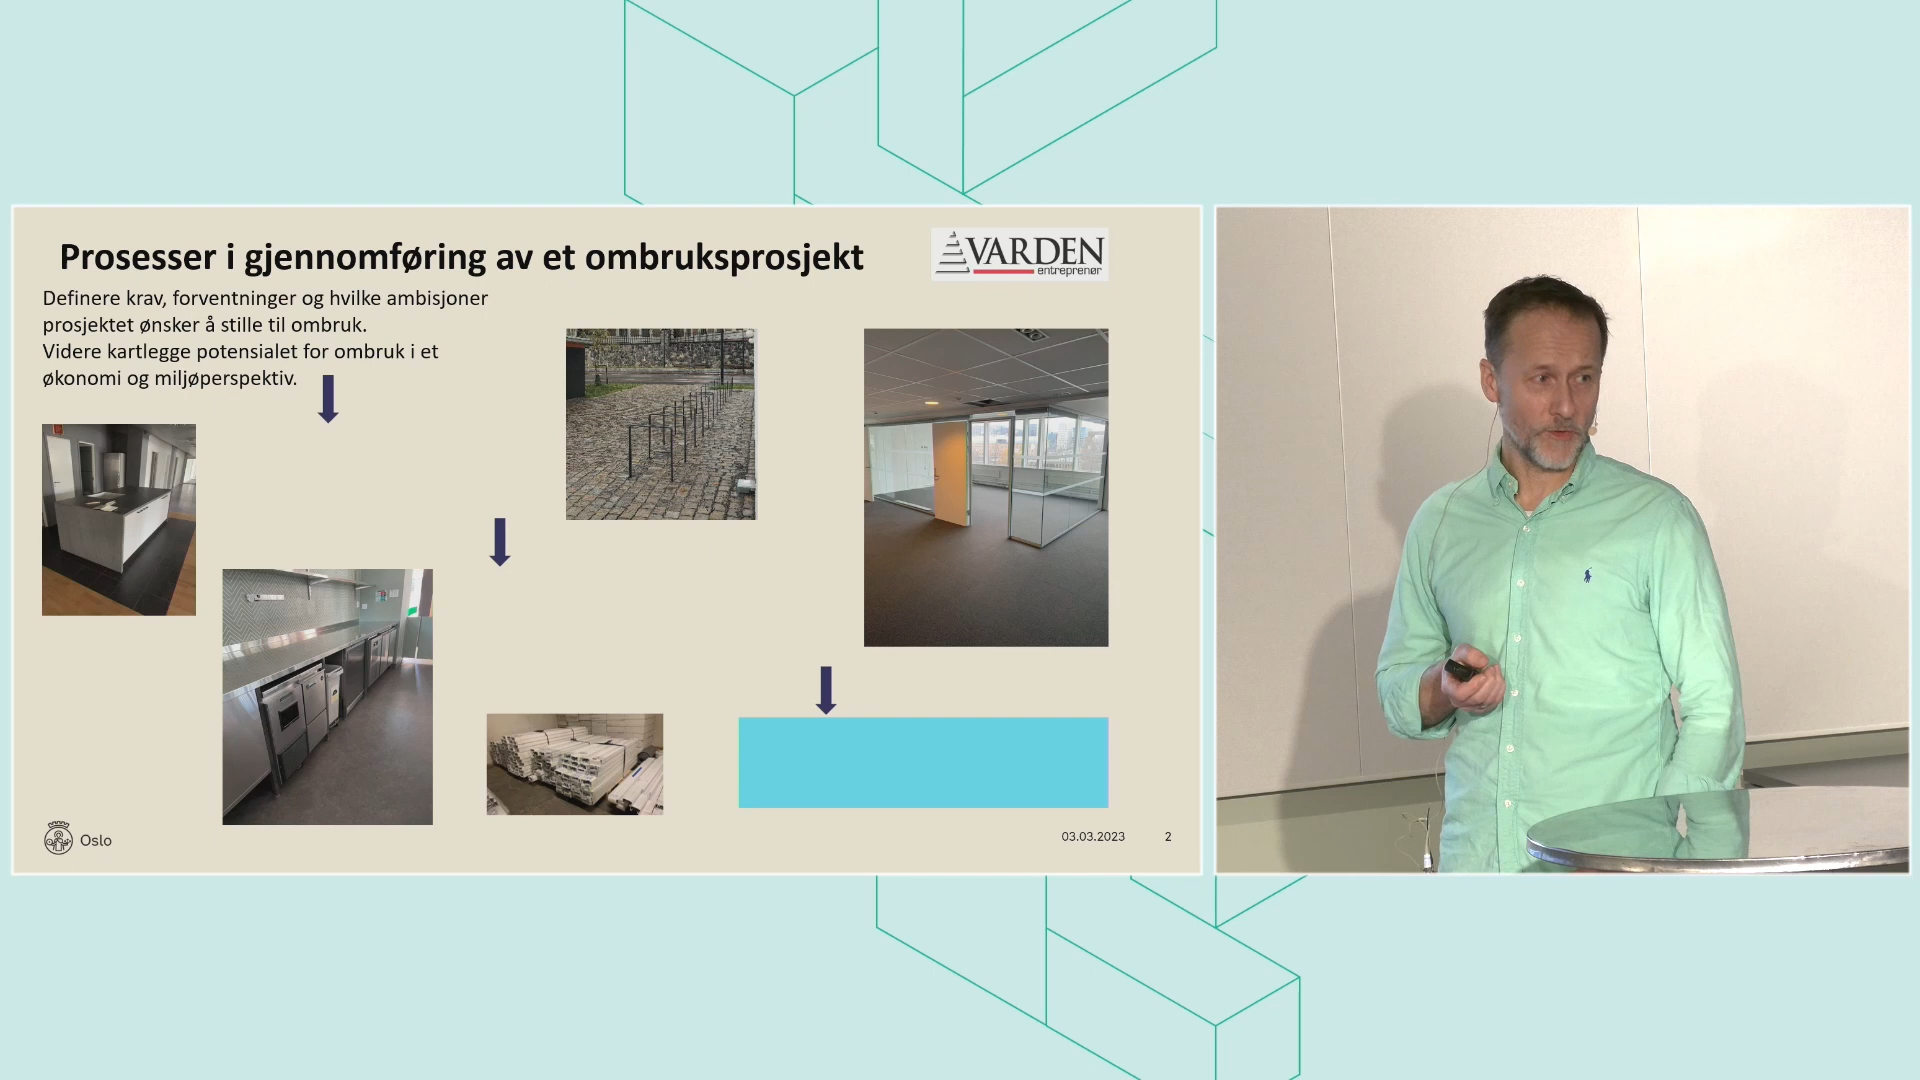 Prosesser i gjennomføring av et ombruksprosjekt
VARDEN
entreprenør
Definere krav, forventninger og hvilke ambisjoner
prosjektet ønsker å stille til ombruk.
Videre kartlegge potensialet for ombruk i et
økonomi og miljøperspektiv.
Oslo
03.03.2023
2